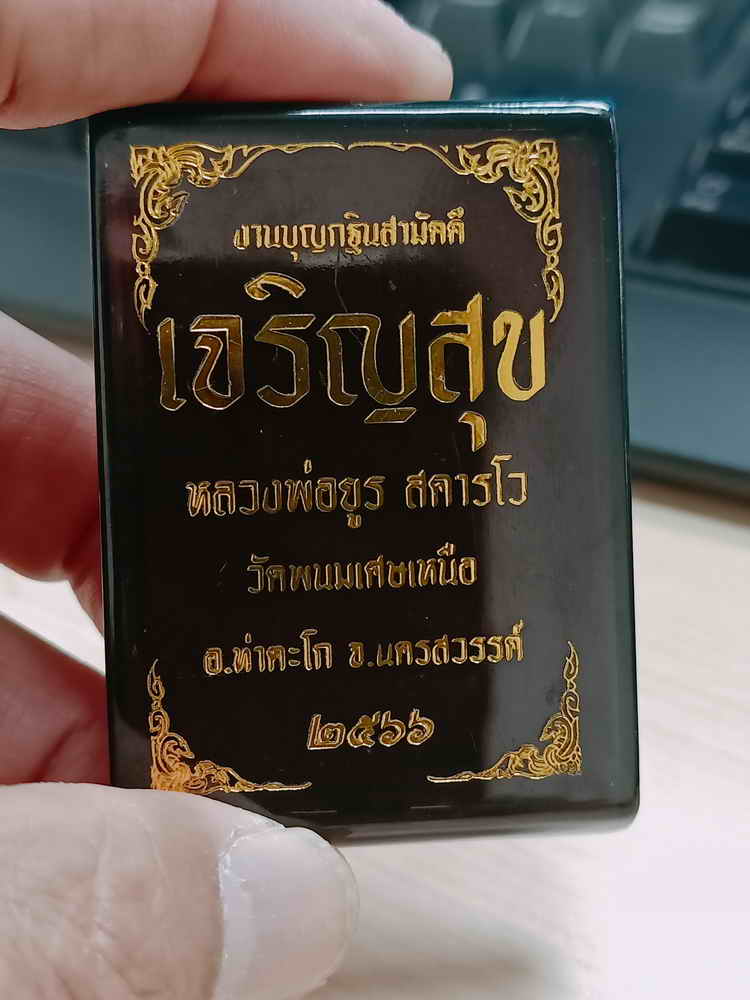 งานบุญกฐินสามัคคี
เจริญสุข
หลวงพ่อยูร สคารโว
วัดพนมเศษเหนือ
อ.ท่าตะโก จ.นครสวรรค์
๒๕๖๖